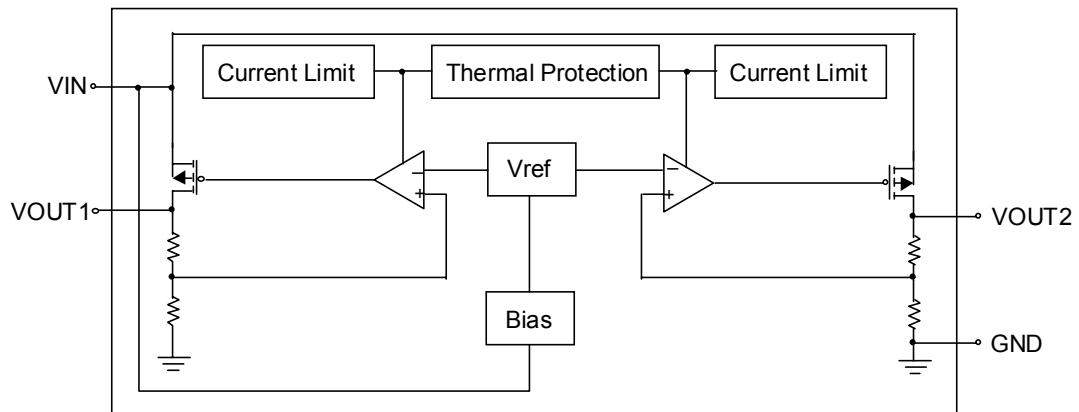 Current Limit
Thermal Protection
Current Limit
VIN
Vref
−
+
−
+
VOUT1
VOUT2
Bias
GND